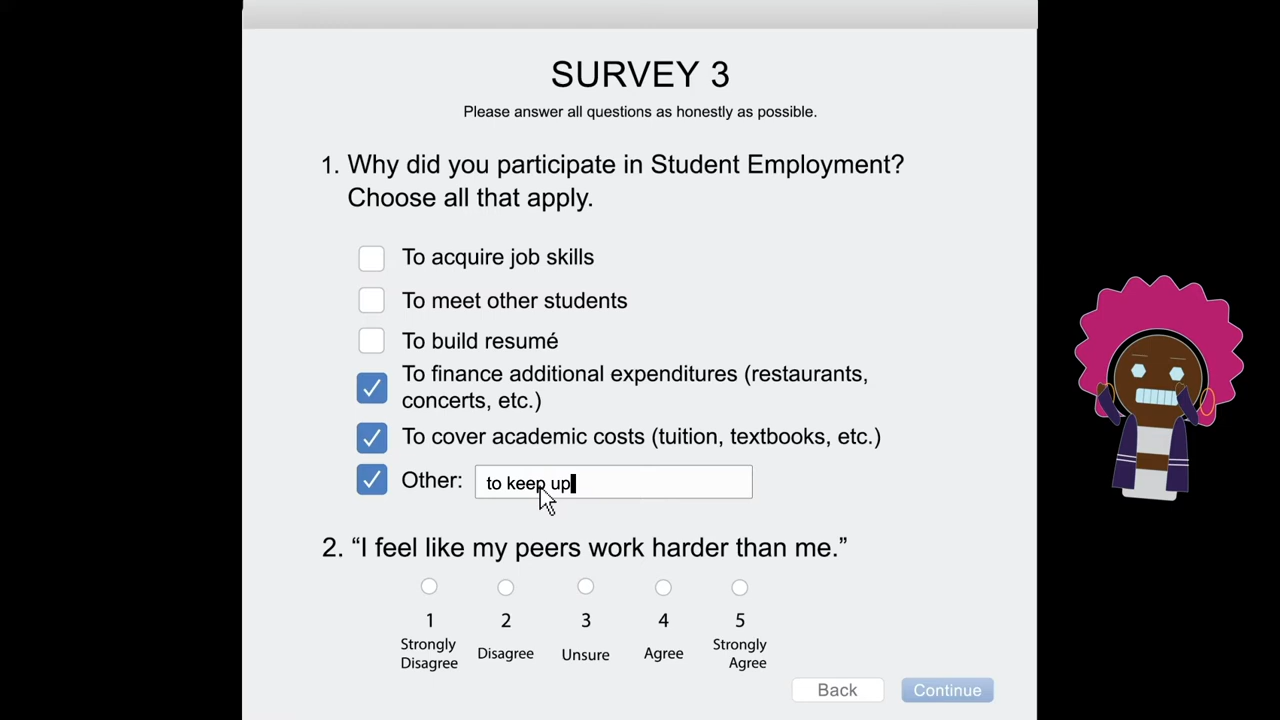 SURVEY 3
Please answer all questions as honestly as possible.
1. Why did you participate in Student Employment?
Choose all that apply.
To acquire job skills
To meet other students
To build resumé
To finance additional expenditures (restaurants,
concerts, etc.)
To cover academic costs (tuition, textbooks, etc.)
Other: to keep up
2. “I feel like my peers work harder than me.”
1 2 3 4 5
Strongly Disagree Unsure Agree Strongly
Disagree Agree
Back Continue